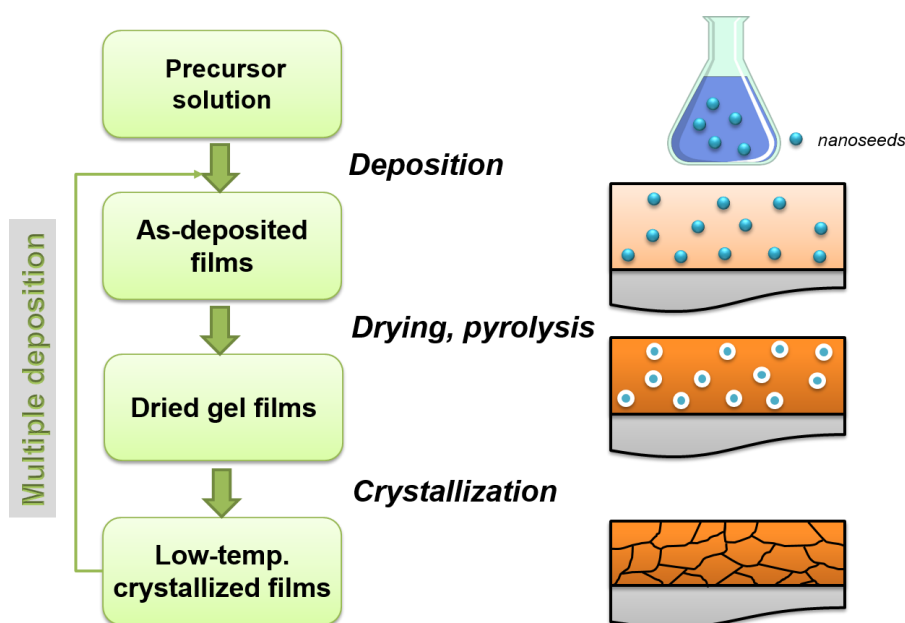 Precursor
solution
nanoseeds
Deposition
As-deposited
films
Multiple deposition
Drying, pyrolysis
Dried gel films
Crystallization
Low-temp.
crystallized films